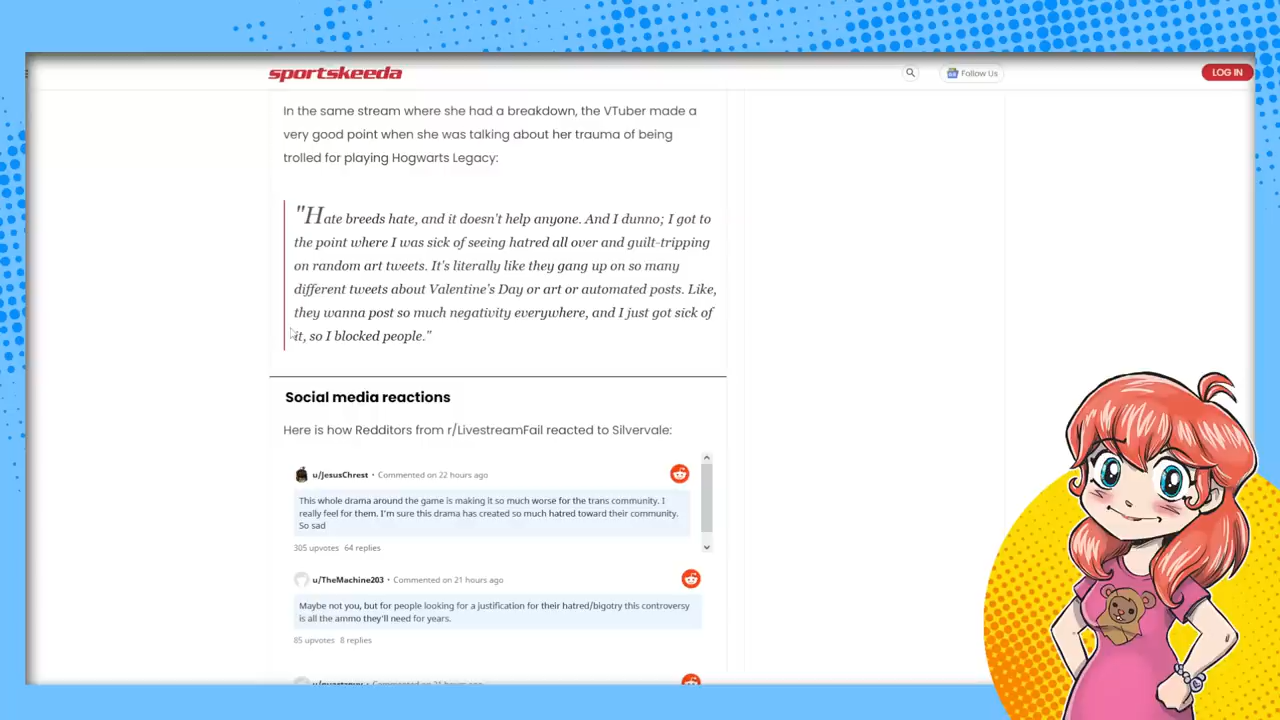 sportskeeda
Follow Us
LOG IN
In the same stream where she had a breakdown, the VTuber made a
very good point when she was talking about her trauma of being
trolled for playing Hogwarts Legacy:
"Hate breeds hate, and it doesn't help anyone. And I dunno; I got to
the point where I was sick of seeing hatred all over and guilt-tripping
on random art tweets. It's literally like they gang up on so many
different tweets about Valentine's Day or art or automated posts. Like,
they wanna post so much negativity everywhere, and I just got sick of
it, so I blocked people."
Social media reactions
Here is how Redditors from r/LivestreamFail reacted to Silvervale:
u/JesusChrest • Commented on 22 hours ago
This whole drama around the game is making it so much worse for the trans community. I
really feel for them. I'm sure this drama has created so much hatred toward their community.
So sad
305 upvotes 64 replies
u/TheMachine203 • Commented on 21 hours ago
Maybe not you, but for people looking for a justification for their hatred/bigotry this controversy
is all the ammo they'll need for years.
85 upvotes 8 replies